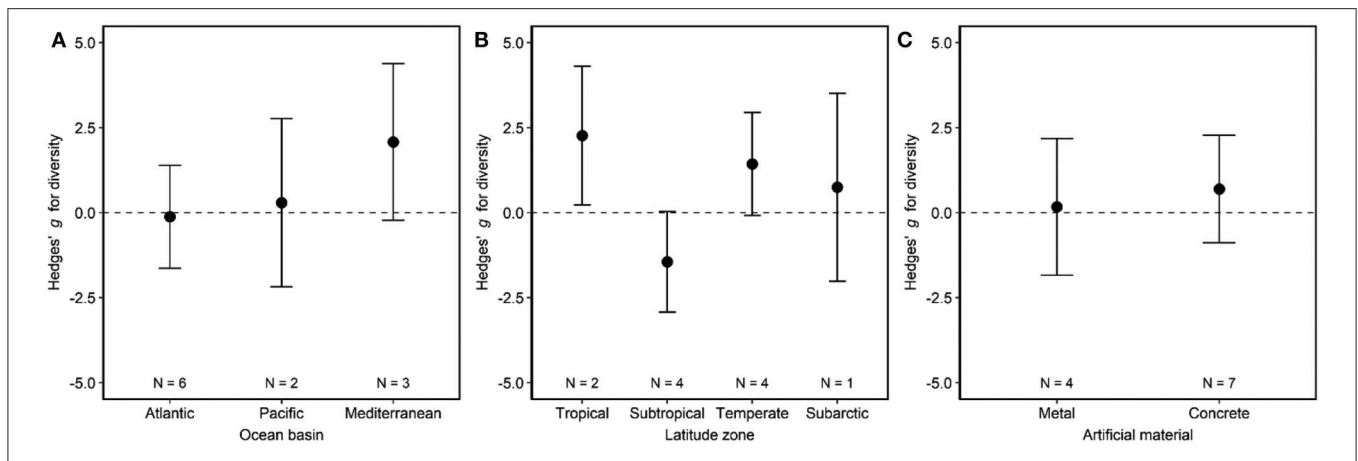 A
Hedges' g for diversity
5.0
2.5
0.0
-2.5
-5.0
N = 6
N = 2
N = 3
Atlantic
Pacific
Mediterranean
Ocean basin
B
Hedges' g for diversity
5.0
2.5
0.0
-2.5
-5.0
N = 2
N = 4
N = 4
N = 1
Tropical
Subtropical
Temperate
Subarctic
Latitude zone
C
Hedges' g for diversity
5.0
2.5
0.0
-2.5
-5.0
N = 4
N = 7
Metal
Concrete
Artificial material